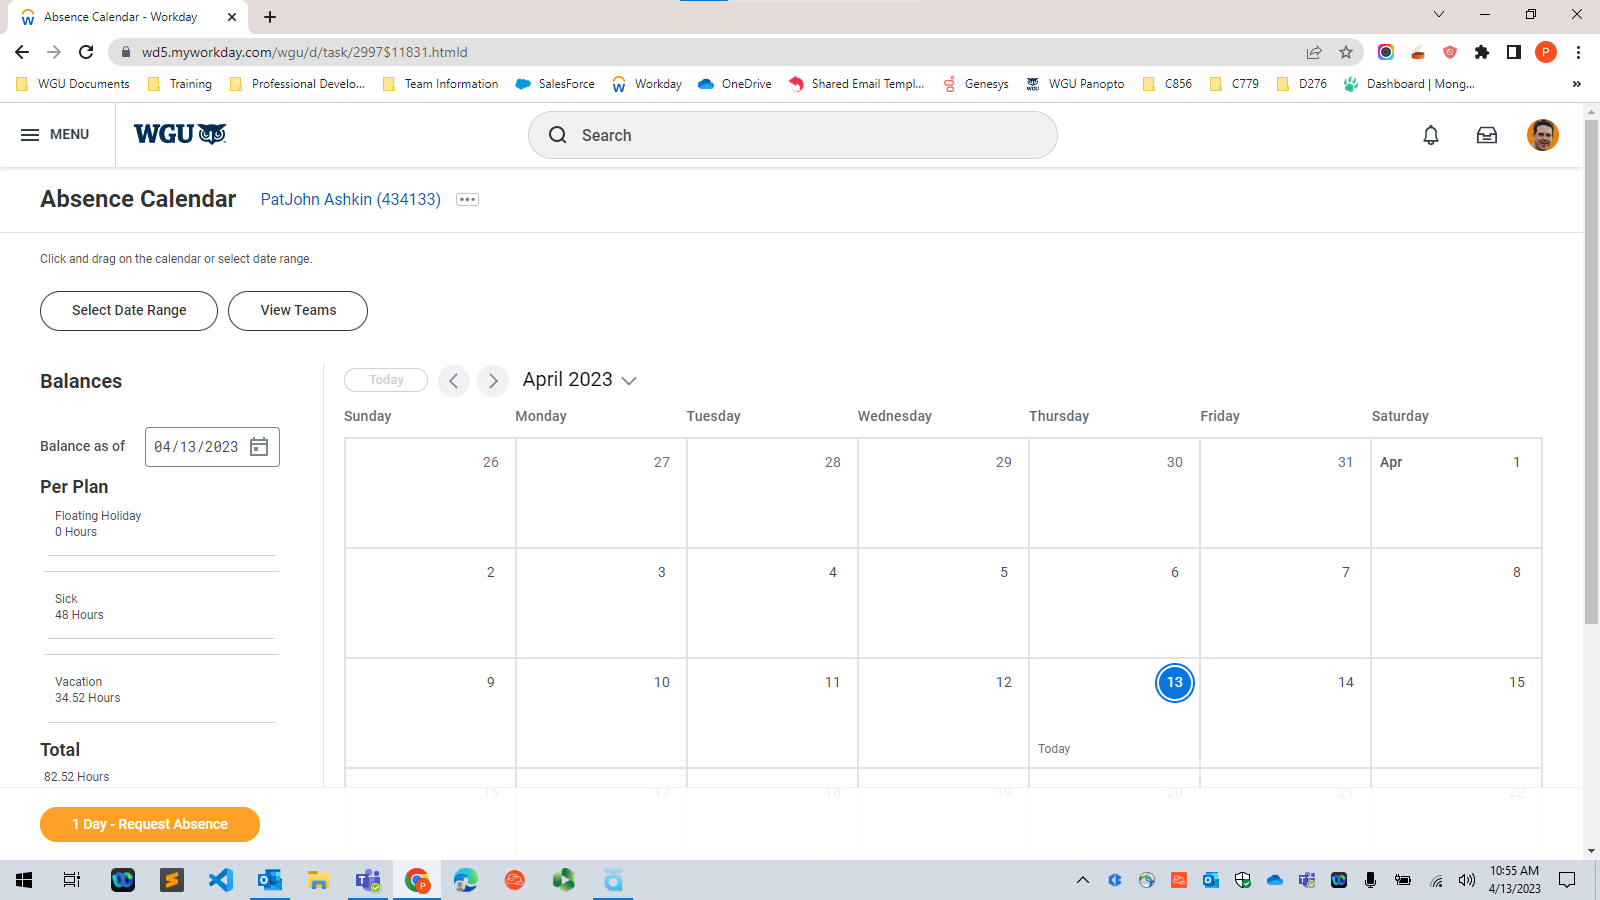 Absence Calendar - Workday
wd5.myworkday.com/wgu/d/task/2997$11831.htmld
P
WGU Documents Training Professional Develo... Team Information SalesForce Workday OneDrive Shared Email Templ... Genesys WGU Panopto C856 C779 D276 Dashboard | Mong... »
MENU WGU Search
Absence Calendar PatJohn Ashkin (434133)
Click and drag on the calendar or select date range.
Select Date Range View Teams
Balances
Balance as of 04/13/2023
Per Plan
Floating Holiday
0 Hours
Sick
48 Hours
Vacation
34.52 Hours
Total
82.52 Hours
1 Day - Request Absence
Today April 2023
Sunday Monday Tuesday Wednesday Thursday Friday Saturday
26 27 28 29 30 31 Apr 1
2 3 4 5 6 7 8
9 10 11 12 13 14 15
Today
16 17 18 19 20 21 22
10:55 AM
4/13/2023